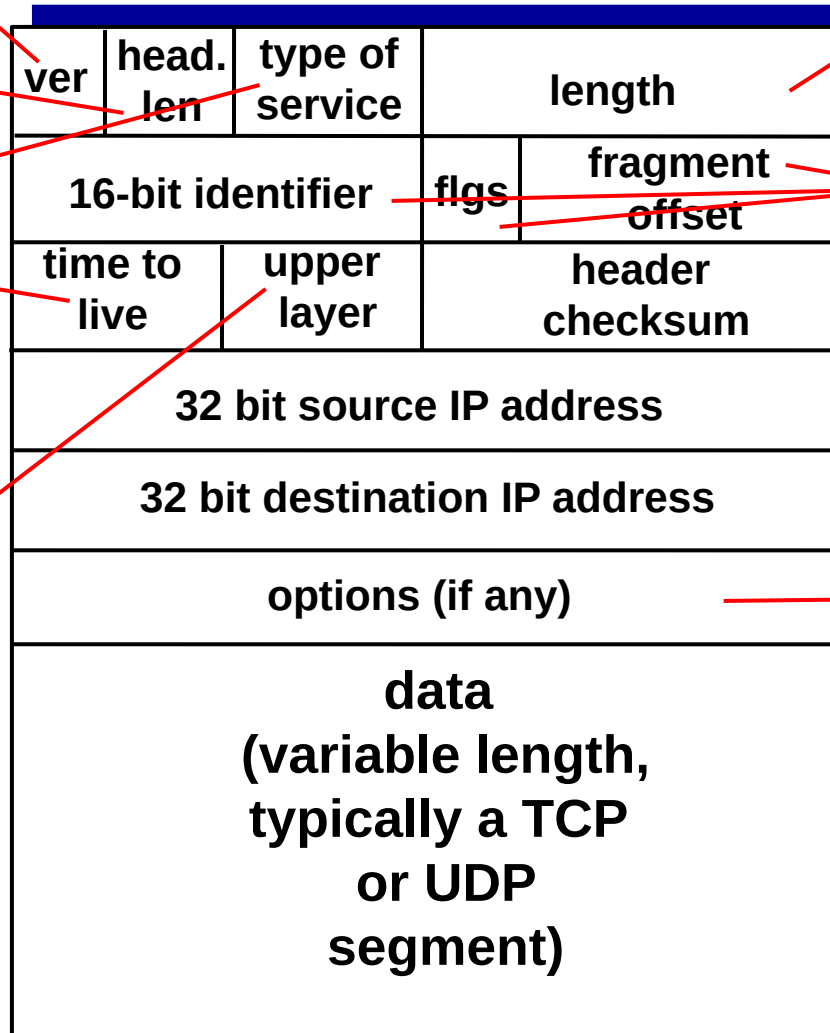 ver
head.
len
type of
service
length
16-bit identifier
flgs
fragment
offset
time to
live
upper
layer
header
checksum
32 bit source IP address
32 bit destination IP address
options (if any)
data
(variable length,
typically a TCP
or UDP
segment)